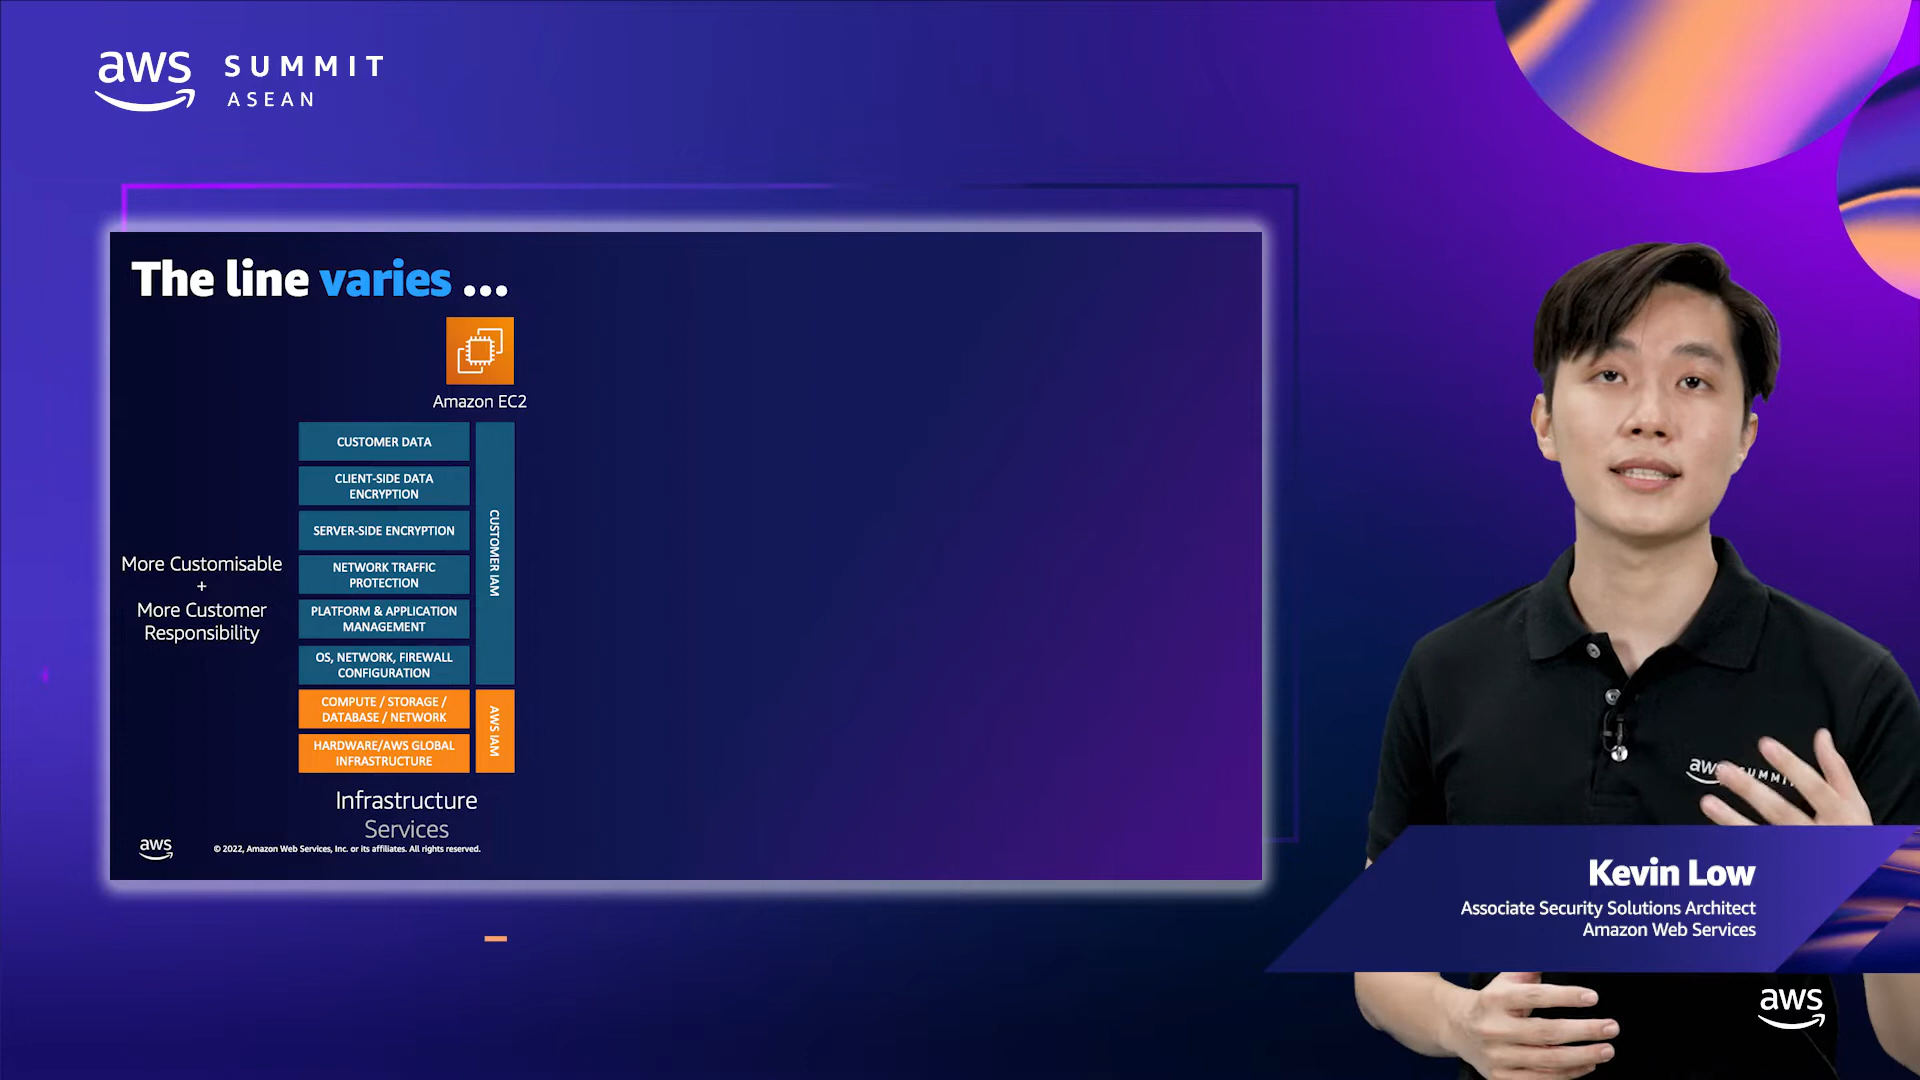 aws SUMMIT
ASEAN
The line varies ...
Amazon EC2
CUSTOMER DATA
CLIENT-SIDE DATA
ENCRYPTION
SERVER-SIDE ENCRYPTION
NETWORK TRAFFIC
PROTECTION
PLATFORM & APPLICATION
MANAGEMENT
OS, NETWORK, FIREWALL
CONFIGURATION
COMPUTE / STORAGE /
DATABASE / NETWORK
HARDWARE/AWS GLOBAL
INFRASTRUCTURE
CUSTOMER IAM
AWS IAM
More Customisable
+
More Customer
Responsibility
Infrastructure
Services
aws
© 2022, Amazon Web Services, Inc. or its affiliates. All rights reserved.
aws SUMMIT
Kevin Low
Associate Security Solutions Architect
Amazon Web Services
aws